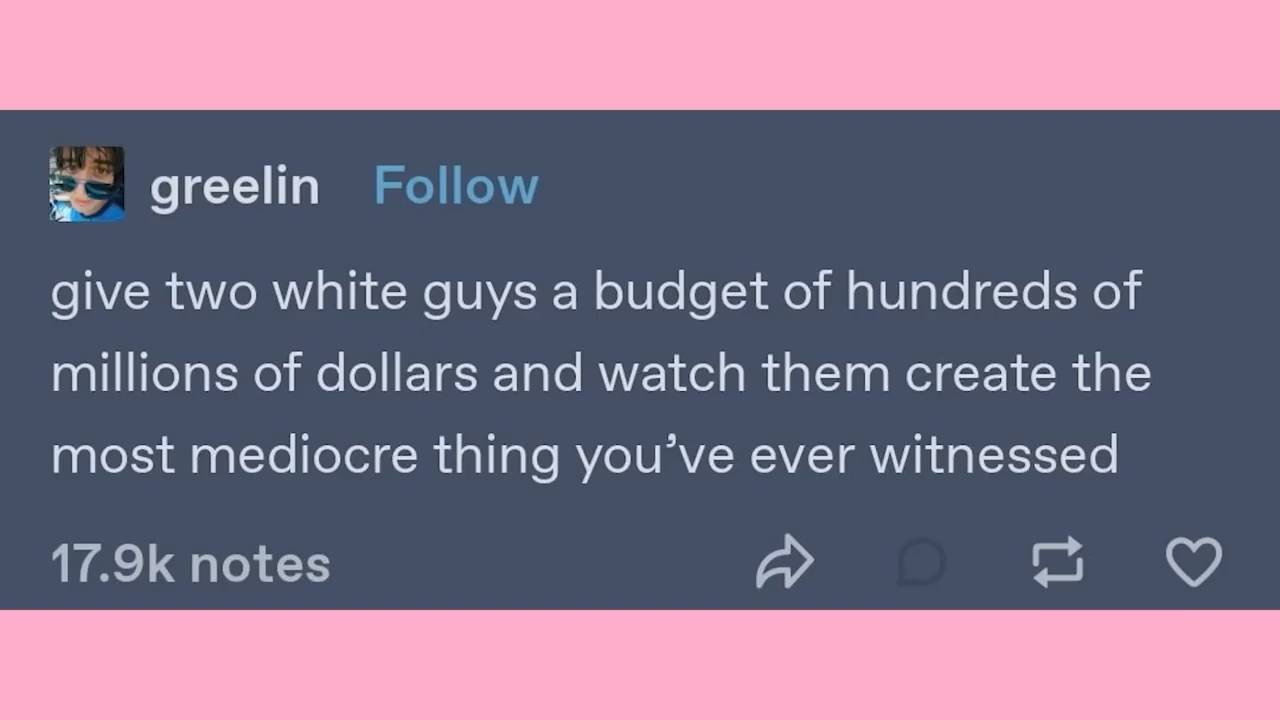 greelin Follow
give two white guys a budget of hundreds of
millions of dollars and watch them create the
most mediocre thing you’ve ever witnessed
17.9k notes